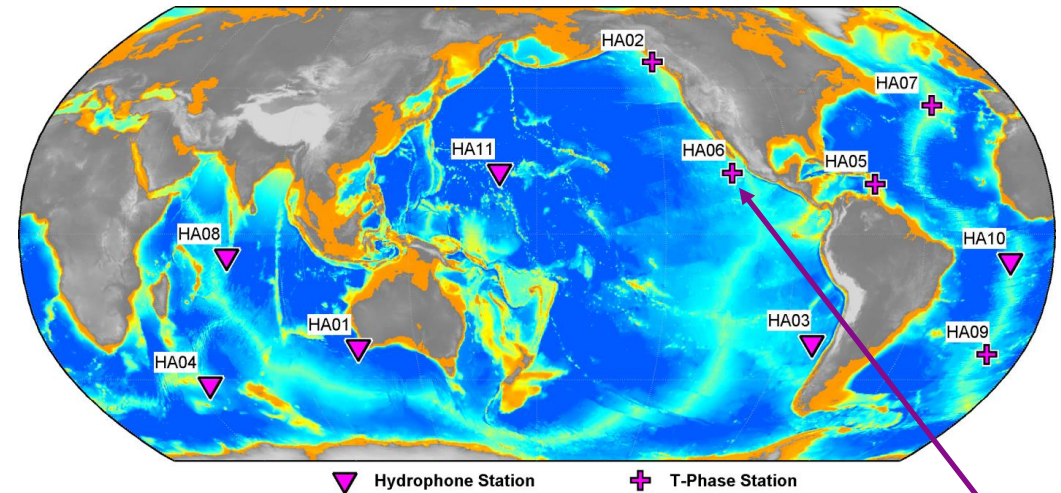 HA02
HA07
HA11
HA06
HA05
HA08
HA10
HA01
HA03
HA09
HA04
Hydrophone Station
T-Phase Station